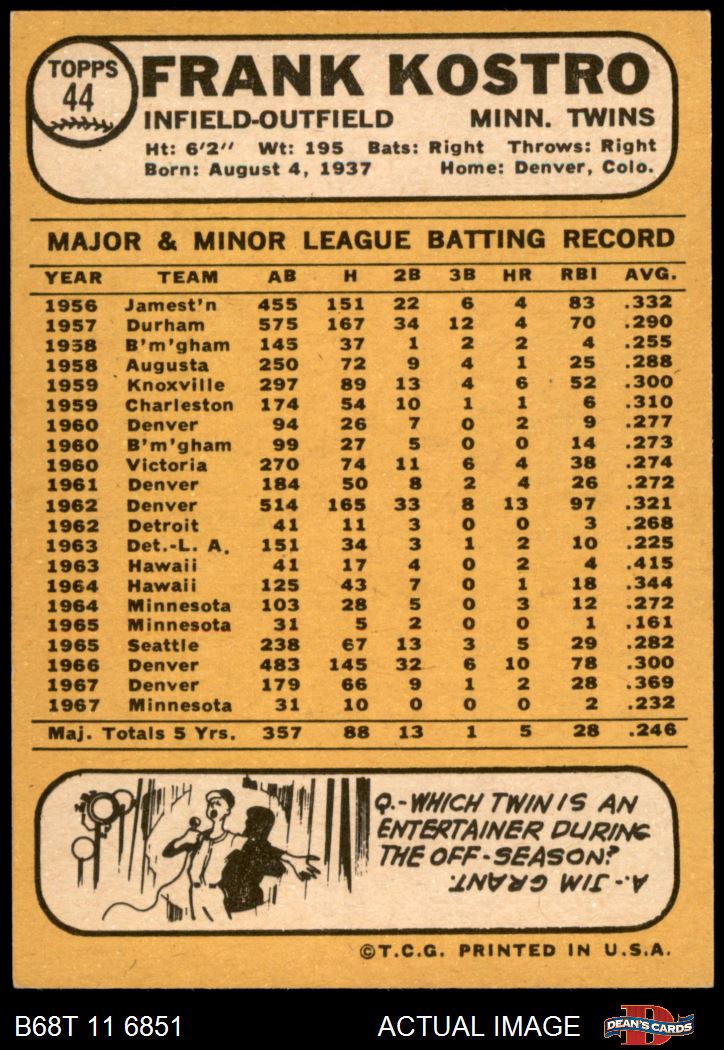 TOPPS
44
FRANK KOSTRO
INFIELD-OUTFIELD MINN. TWINS
Ht: 6'2" Wt: 195 Bats: Right Throws: Right
Born: August 4, 1937 Home: Denver, Colo.
MAJOR & MINOR LEAGUE BATTING RECORD
YEAR TEAM AB H 2B 3B HR RBI AVG.
1956 Jamest'n 455 151 22 6 4 83 .332
1957 Durham 575 167 34 12 4 70 .290
1958 B'm'gham 145 37 1 2 2 4 .255
1958 Augusta 250 72 9 4 1 25 .288
1959 Knoxville 297 89 13 4 6 52 .300
1959 Charleston 174 54 10 1 1 6 .310
1960 Denver 94 26 7 0 2 9 .277
1960 B'm'gham 99 27 5 0 0 14 .273
1960 Victoria 270 74 11 6 4 38 .274
1961 Denver 184 50 8 2 4 26 .272
1962 Denver 514 165 33 8 13 97 .321
1962 Detroit 41 11 3 0 0 3 .268
1963 Det.-L. A. 151 34 3 1 2 10 .225
1963 Hawaii 41 17 4 0 2 4 .415
1964 Hawaii 125 43 7 0 1 18 .344
1964 Minnesota 103 28 5 0 3 12 .272
1965 Minnesota 31 5 2 0 0 1 .161
1965 Seattle 238 67 13 3 5 29 .282
1966 Denver 483 145 32 6 10 78 .300
1967 Denver 179 66 9 1 2 28 .369
1967 Minnesota 31 10 0 0 0 2 .232
Maj. Totals 5 Yrs. 357 88 13 1 5 28 .246
Q.-WHICH TWIN IS AN
ENTERTAINER DURING
THE OFF-SEASON?
A.- JIM GRANT.
©T.C.G. PRINTED IN U.S.A.
B68T 11 6851 ACTUAL IMAGE
D
DEAN'S CARDS